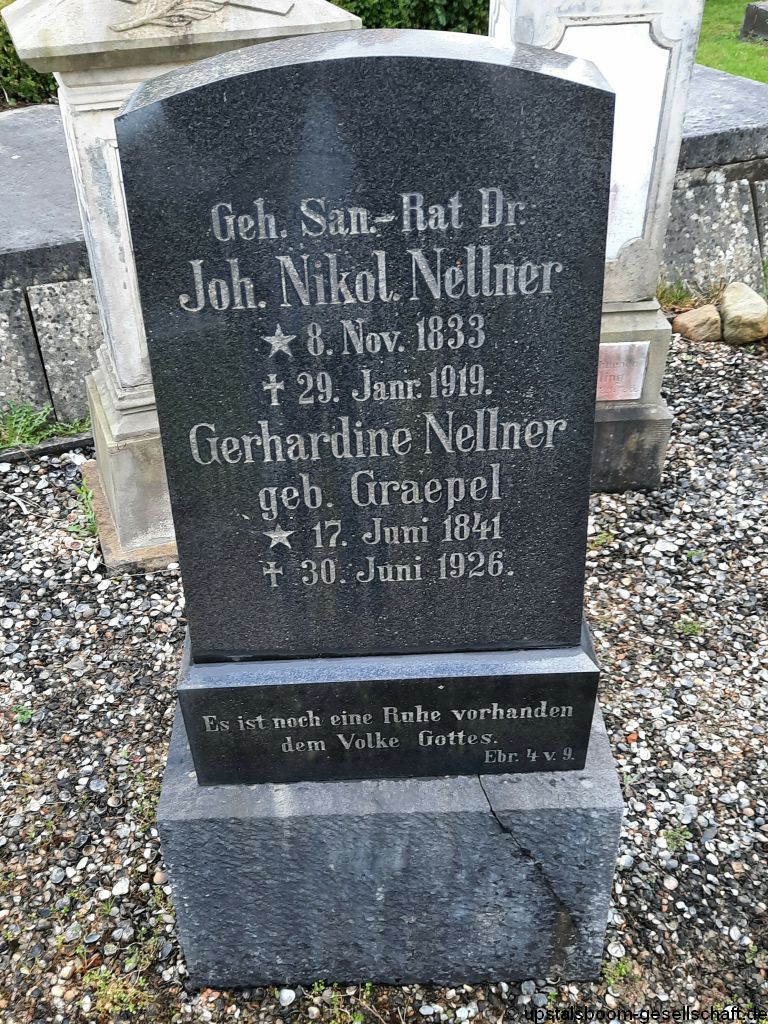 Geh. San.-Rat Dr.
Joh. Nikol. Nellner
★ 8. Nov. 1833
✝ 29. Janr. 1919.
Gerhardine Nellner
geb. Graepel
★ 17. Juni 1841
✝ 30. Juni 1926.
Es ist noch eine Ruhe vorhanden
dem Volke Gottes.
Ebr. 4 v. 9.
© upstalsboom-gesellschaft.de